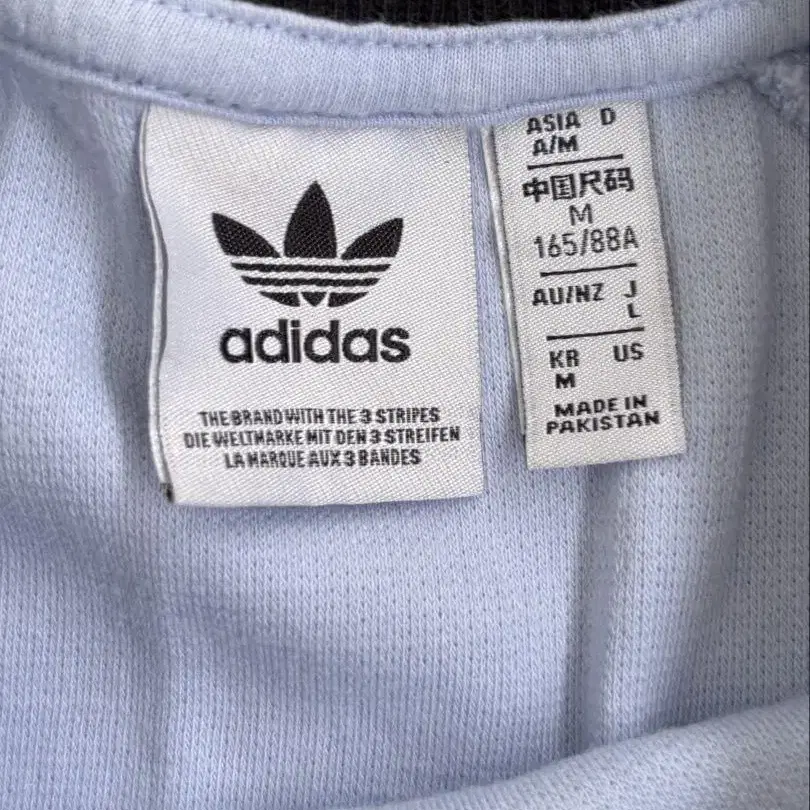 adidas
THE BRAND WITH THE 3 STRIPES
DIE WELTMARKE MIT DEN 3 STREIFEN
LA MARQUE AUX 3 BANDES
ASIA D
A/M
中国尺码
M
165/88A
AU/NZ J
L
KR US
M
MADE IN
PAKISTAN